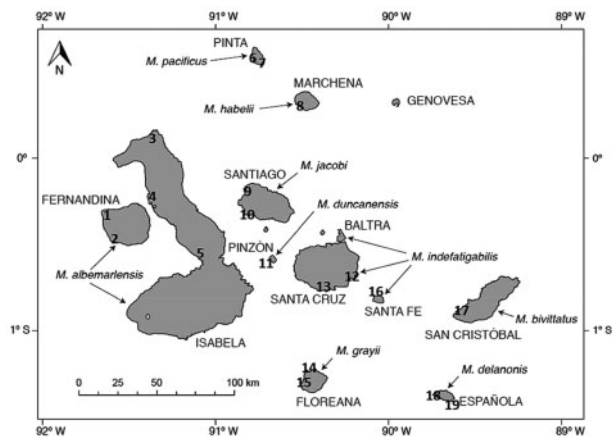 92°W 91°W 90°W 89°W
N
PINTA
M. pacificus 6 7
MARCHENA
M. habelii 8
GENOVESA
0° 3 0°
SANTIAGO M. jacobi
9
FERNANDINA 4
1 10 M. duncanensis
BALTRA
2 5 PINZÓN
11 M. indefatigabilis
M. albemarlensis 12
13 16
SANTA CRUZ SANTA FE 17
M. bivittatus
1°S SAN CRISTÓBAL 1°S
ISABELA
M. grayii
14 M. delanonis
0 25 50 100 km 15 18
19 ESPAÑOLA
FLOREANA
92°W 91°W 90°W 89°W